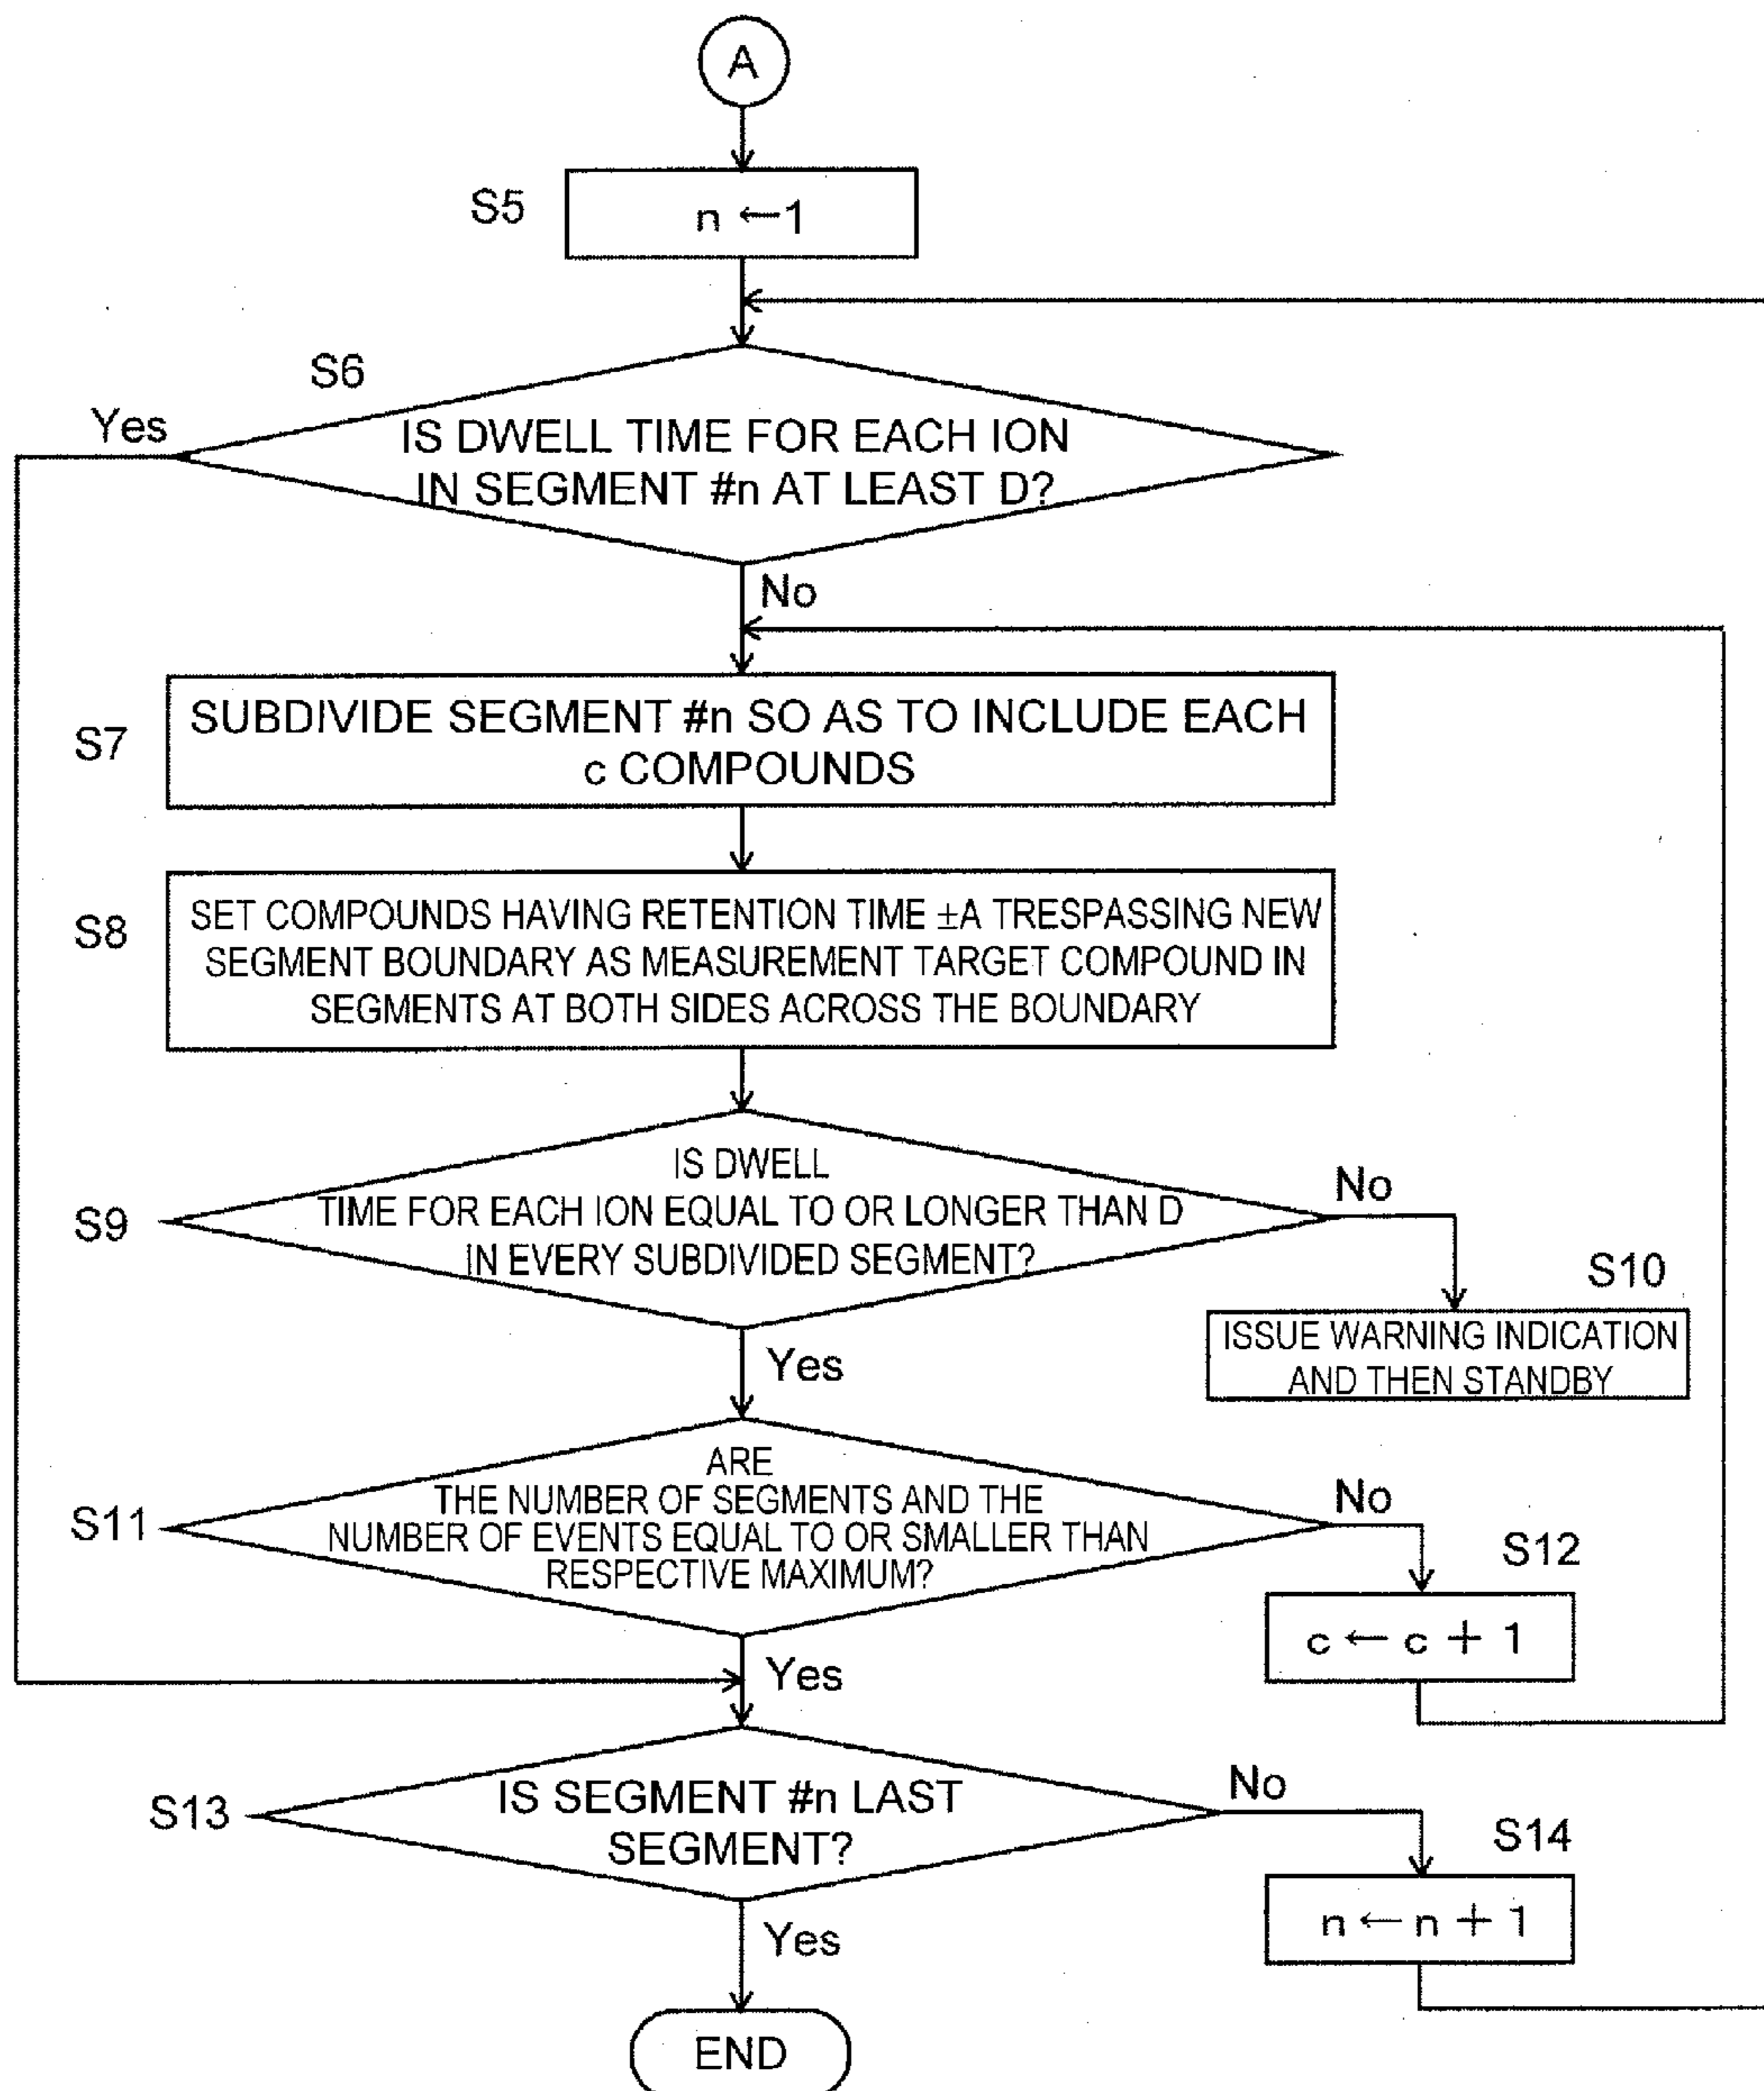 A
S5
n ←1
S6
Yes
IS DWELL TIME FOR EACH ION
IN SEGMENT #n AT LEAST D?
No
S7
SUBDIVIDE SEGMENT #n SO AS TO INCLUDE EACH
c COMPOUNDS
S8
SET COMPOUNDS HAVING RETENTION TIME ±A TRESPASSING NEW
SEGMENT BOUNDARY AS MEASUREMENT TARGET COMPOUND IN
SEGMENTS AT BOTH SIDES ACROSS THE BOUNDARY
S9
IS DWELL
TIME FOR EACH ION EQUAL TO OR LONGER THAN D
IN EVERY SUBDIVIDED SEGMENT?
No
S10
ISSUE WARNING INDICATION
AND THEN STANDBY
Yes
S11
ARE
THE NUMBER OF SEGMENTS AND THE
NUMBER OF EVENTS EQUAL TO OR SMALLER THAN
RESPECTIVE MAXIMUM?
No
S12
c ← c + 1
Yes
S13
IS SEGMENT #n LAST
SEGMENT?
No
S14
n ← n + 1
Yes
END